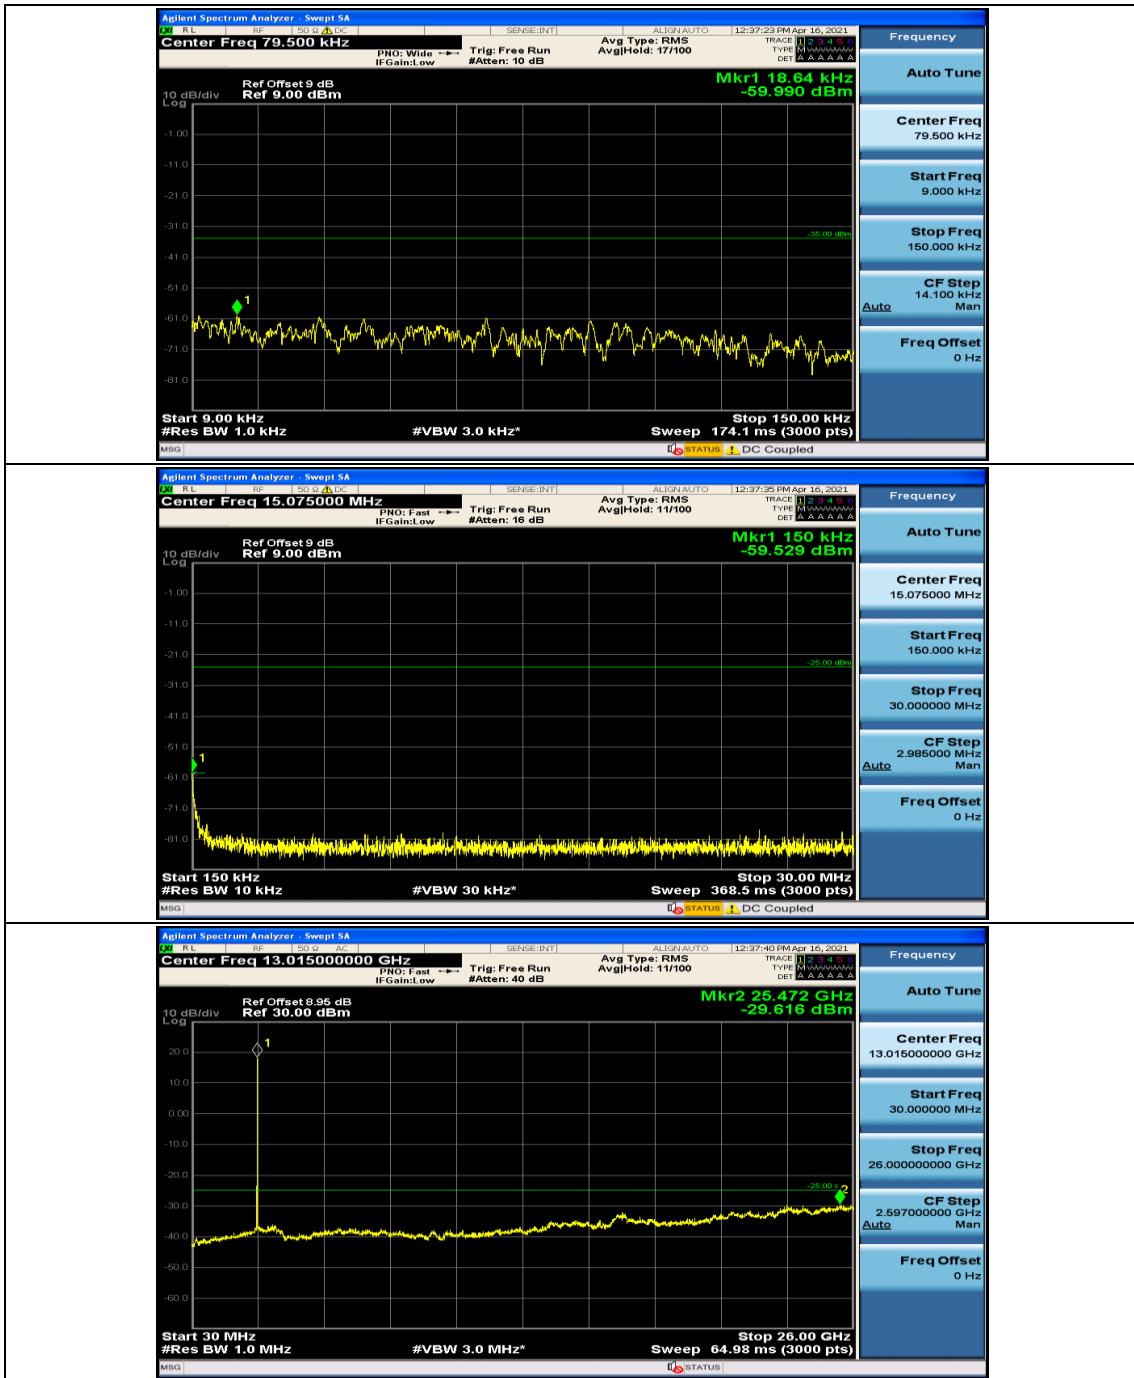 Agilent Spectrum Analyzer - Swept SA
RL RF 50 Ω DC SENSE:INT ALIGN AUTO 12:37:23 PM Apr 16, 2021
Center Freq 79.500 kHz
PNO: Wide
IFGain:Low
Trig: Free Run
#Atten: 10 dB
Avg Type: RMS
Avg|Hold: 17/100
TRACE 1 2 3 4 5 6
TYPE M
DET A A A A A A
Ref Offset 9 dB
Ref 9.00 dBm
10 dB/div
Log
Mkr1 18.64 kHz
-59.990 dBm
-1.00
-11.0
-21.0
-31.0
-41.0
-51.0
-61.0
-71.0
-81.0
-35.00 dBm
1
Start 9.00 kHz
#Res BW 1.0 kHz
#VBW 3.0 kHz*
Stop 150.00 kHz
Sweep 174.1 ms (3000 pts)
MSG
STATUS
DC Coupled
Frequency
Auto Tune
Center Freq
79.500 kHz
Start Freq
9.000 kHz
Stop Freq
150.000 kHz
CF Step
14.100 kHz
Auto Man
Freq Offset
0 Hz
Agilent Spectrum Analyzer - Swept SA
RL RF 50 Ω DC SENSE:INT ALIGN AUTO 12:37:35 PM Apr 16, 2021
Center Freq 15.075000 MHz
PNO: Fast
IFGain:Low
Trig: Free Run
#Atten: 16 dB
Avg Type: RMS
Avg|Hold: 11/100
TRACE 1 2 3 4 5 6
TYPE M
DET A A A A A A
Ref Offset 9 dB
Ref 9.00 dBm
10 dB/div
Log
Mkr1 150 kHz
-59.529 dBm
-1.00
-11.0
-21.0
-31.0
-41.0
-51.0
-61.0
-71.0
-81.0
-25.00 dBm
1
Start 150 kHz
#Res BW 10 kHz
#VBW 30 kHz*
Stop 30.00 MHz
Sweep 368.5 ms (3000 pts)
MSG
STATUS
DC Coupled
Frequency
Auto Tune
Center Freq
15.075000 MHz
Start Freq
150.000 kHz
Stop Freq
30.000000 MHz
CF Step
2.985000 MHz
Auto Man
Freq Offset
0 Hz
Agilent Spectrum Analyzer - Swept SA
RL RF 50 Ω AC SENSE:INT ALIGN AUTO 12:37:40 PM Apr 16, 2021
Center Freq 13.015000000 GHz
PNO: Fast
IFGain:Low
Trig: Free Run
#Atten: 40 dB
Avg Type: RMS
Avg|Hold: 11/100
TRACE 1 2 3 4 5 6
TYPE M
DET A A A A A A
Ref Offset 8.95 dB
Ref 30.00 dBm
10 dB/div
Log
Mkr2 25.472 GHz
-29.616 dBm
20.0
10.0
0.00
-10.0
-20.0
-30.0
-40.0
-50.0
-60.0
-25.00
1
2
Start 30 MHz
#Res BW 1.0 MHz
#VBW 3.0 MHz*
Stop 26.00 GHz
Sweep 64.98 ms (3000 pts)
MSG
STATUS
Frequency
Auto Tune
Center Freq
13.015000000 GHz
Start Freq
30.000000 MHz
Stop Freq
26.000000000 GHz
CF Step
2.597000000 GHz
Auto Man
Freq Offset
0 Hz